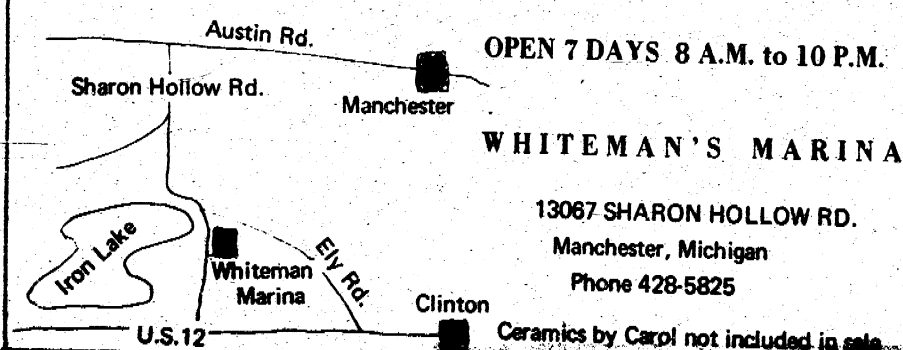 Austin Rd.
OPEN 7 DAYS 8 A.M. to 10 P.M.
Sharon Hollow Rd.
Manchester
WHITEMAN'S MARINA
13067 SHARON HOLLOW RD.
Manchester, Michigan
Phone 428-5825
Iron Lake
Whiteman
Marina
Ely Rd.
Clinton
U.S.12
Ceramics by Carol not included in sale